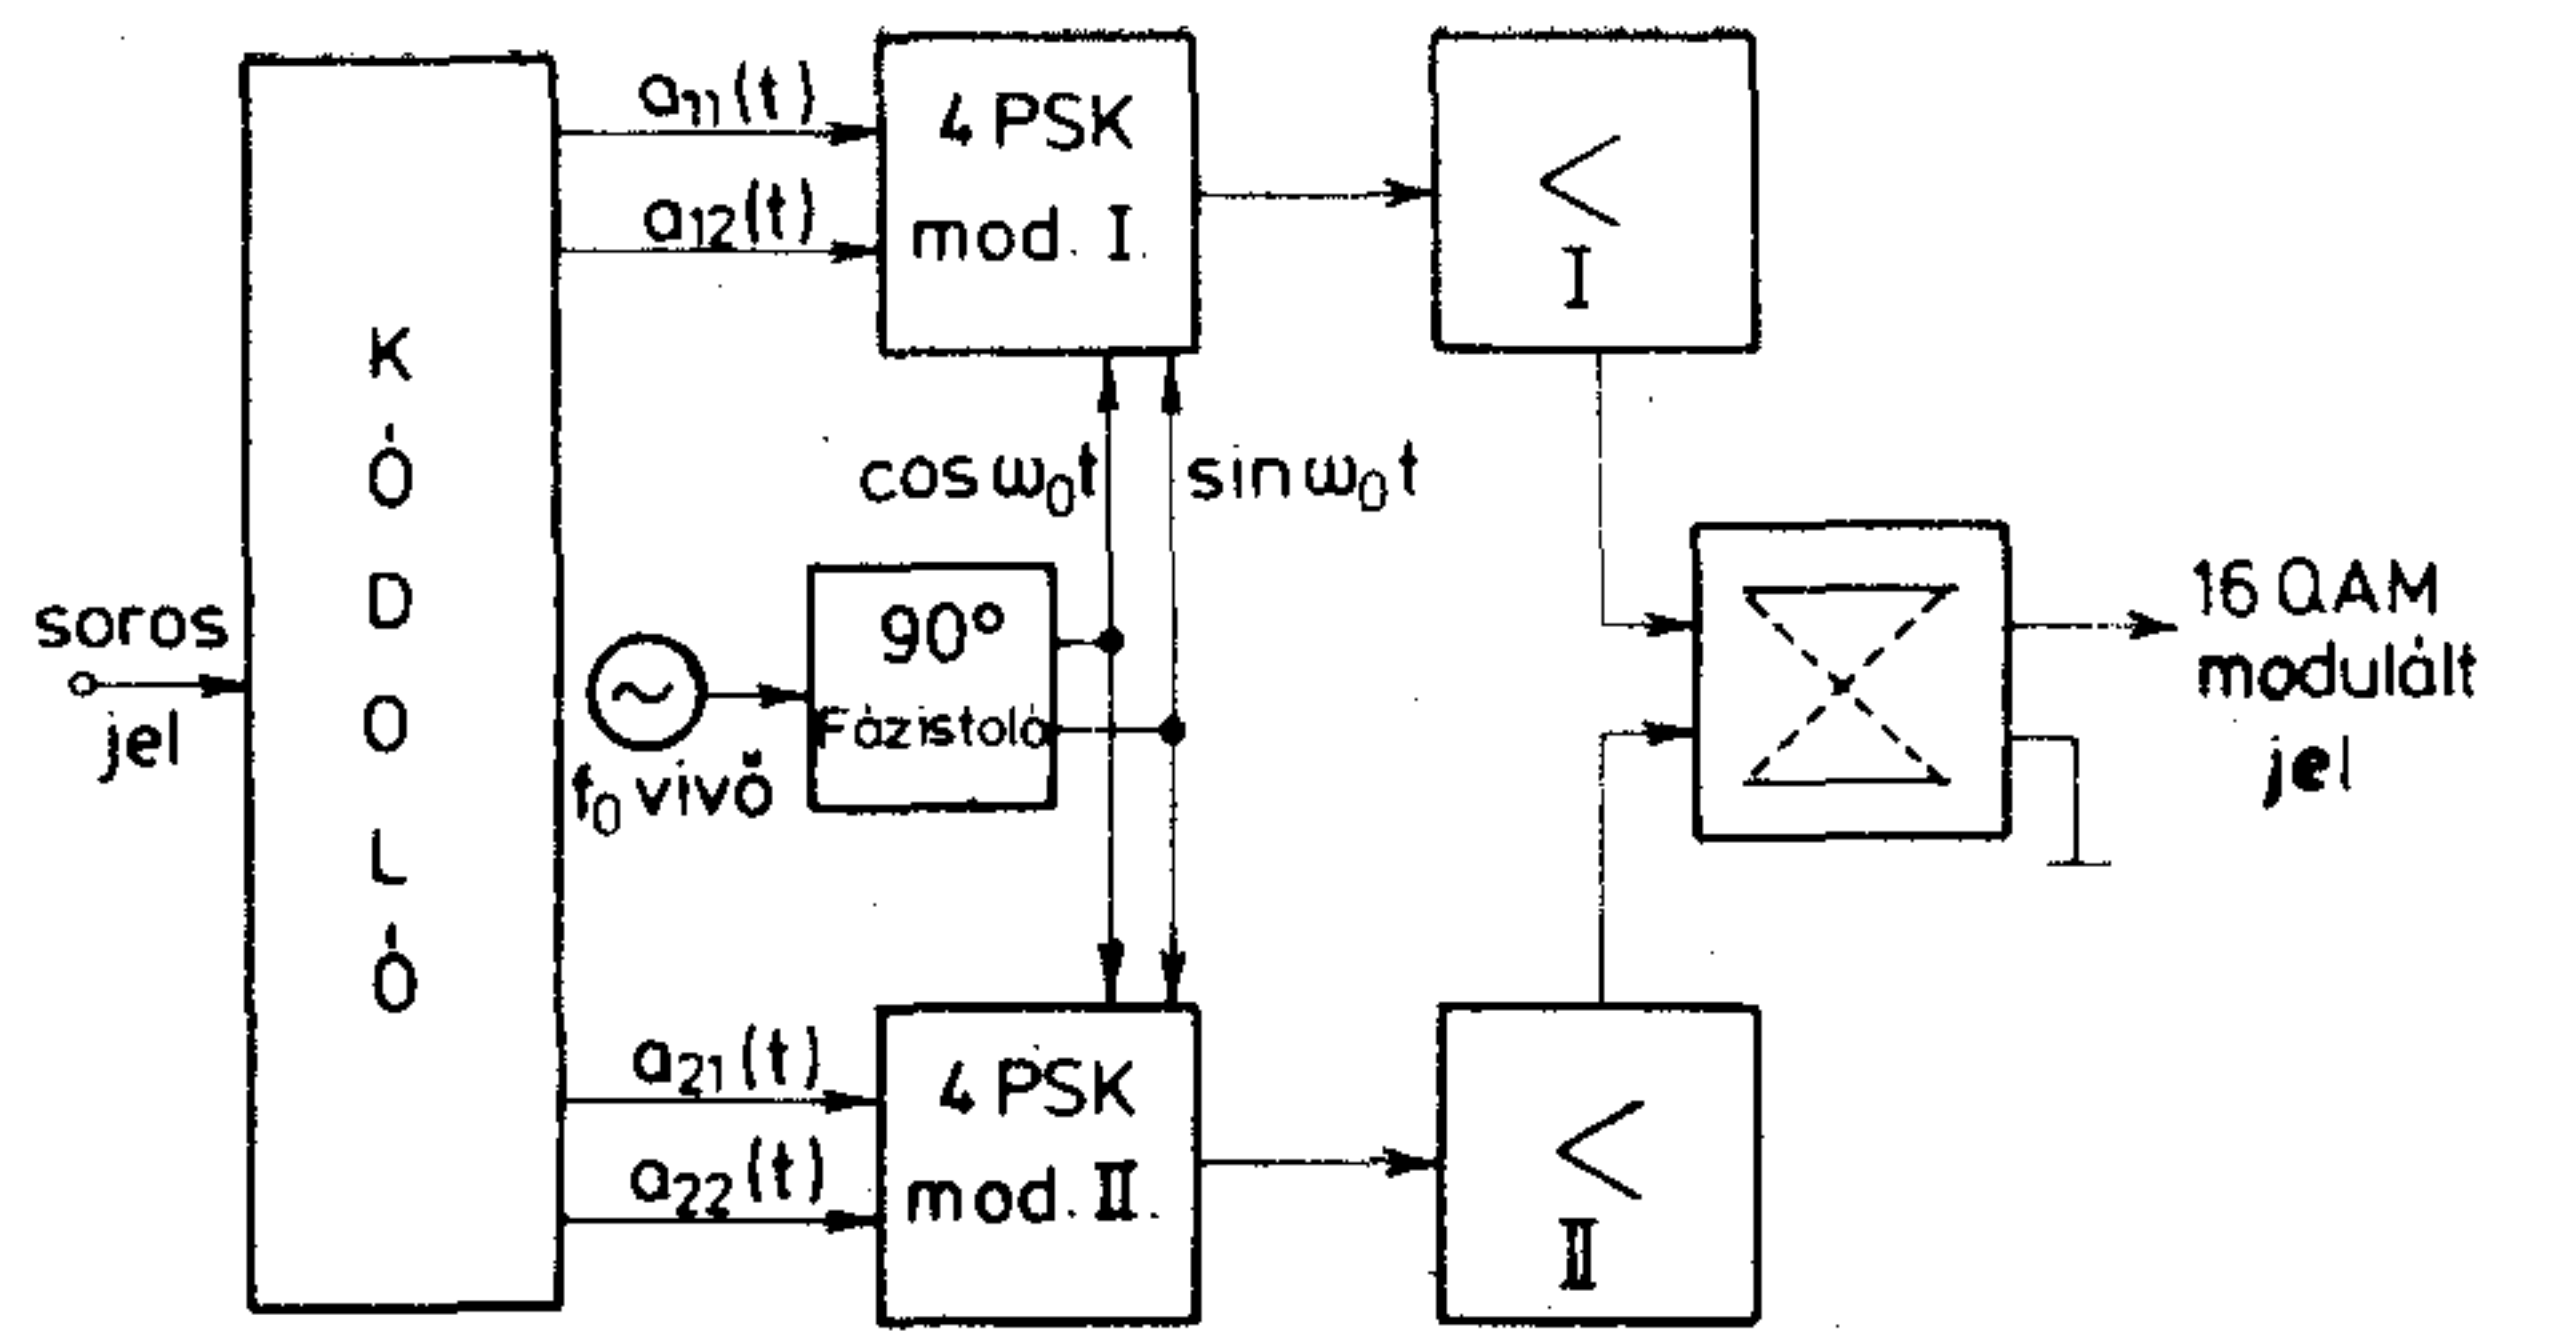 soros
jel
KÓDOLÓ
a₁₁(t)
a₁₂(t)
4 PSK
mod. I.
<
I
cos ω₀t
sin ω₀t
90°
Fázistoló
~
f₀ vivő
16 QAM
modulált
jel
a₂₁(t)
a₂₂(t)
4 PSK
mod. II.
<
II